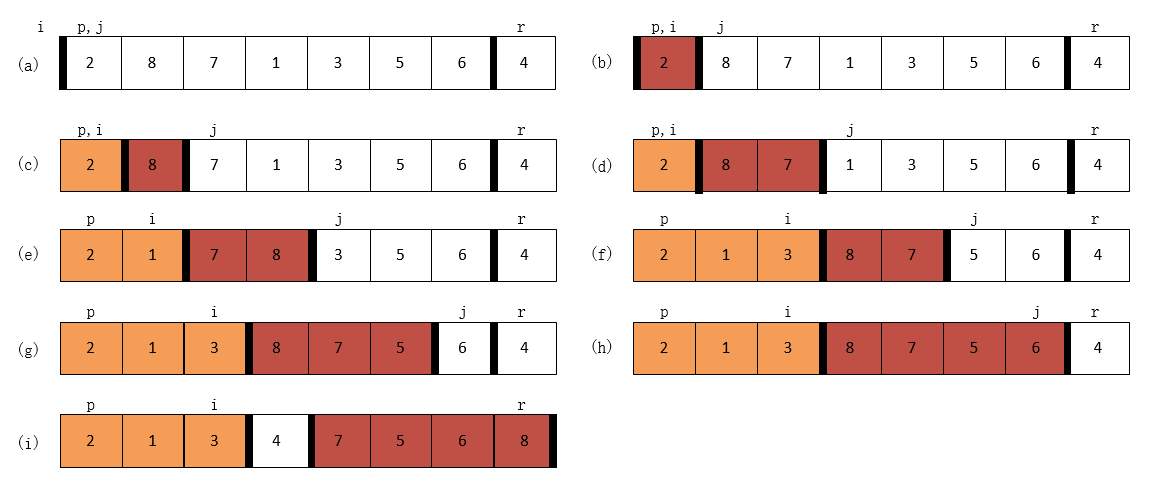 i p,j r
(a) 2 8 7 1 3 5 6 4
p,i j r
(b) 2 8 7 1 3 5 6 4
p,i j r
(c) 2 8 7 1 3 5 6 4
p,i j r
(d) 2 8 7 1 3 5 6 4
p i j r
(e) 2 1 7 8 3 5 6 4
p i j r
(f) 2 1 3 8 7 5 6 4
p i j r
(g) 2 1 3 8 7 5 6 4
p i j r
(h) 2 1 3 8 7 5 6 4
p i r
(i) 2 1 3 4 7 5 6 8